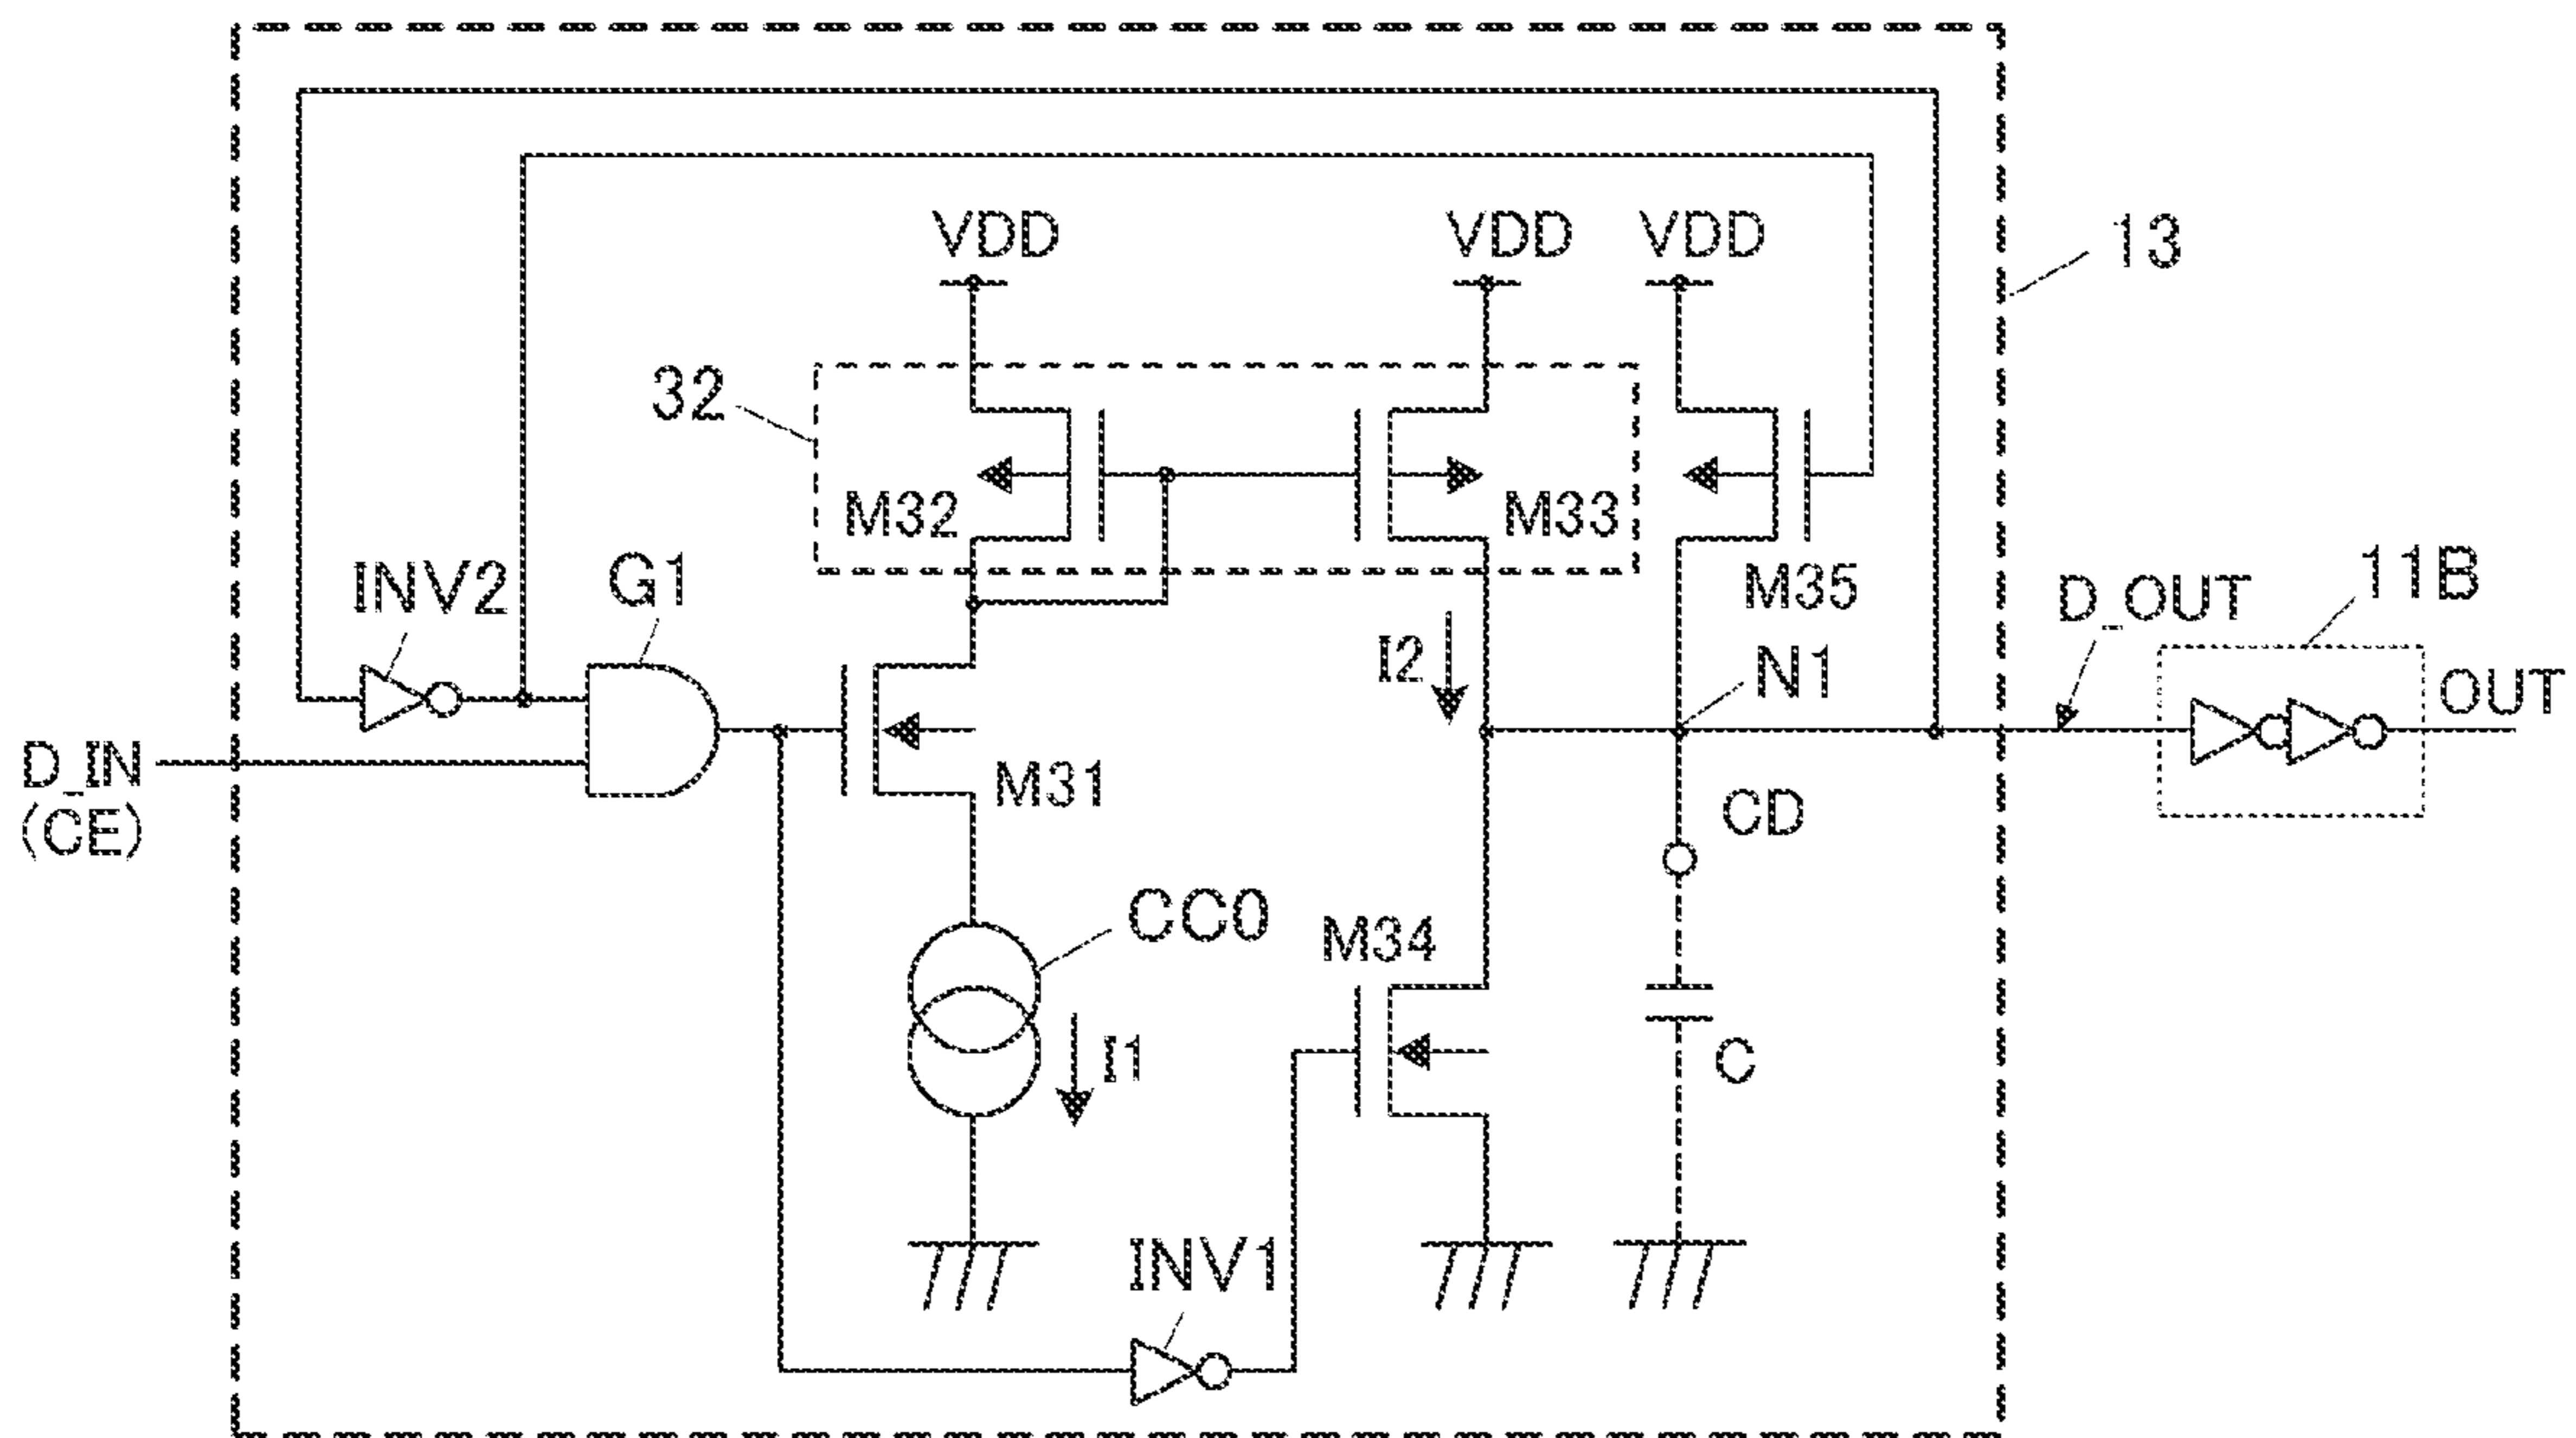 VDD
VDD
VDD
13
32
M32
M33
M35
INV2
G1
D_OUT
11B
I2
N1
OUT
D_IN
(CE)
M31
CD
CC0
M34
I1
C
INV1